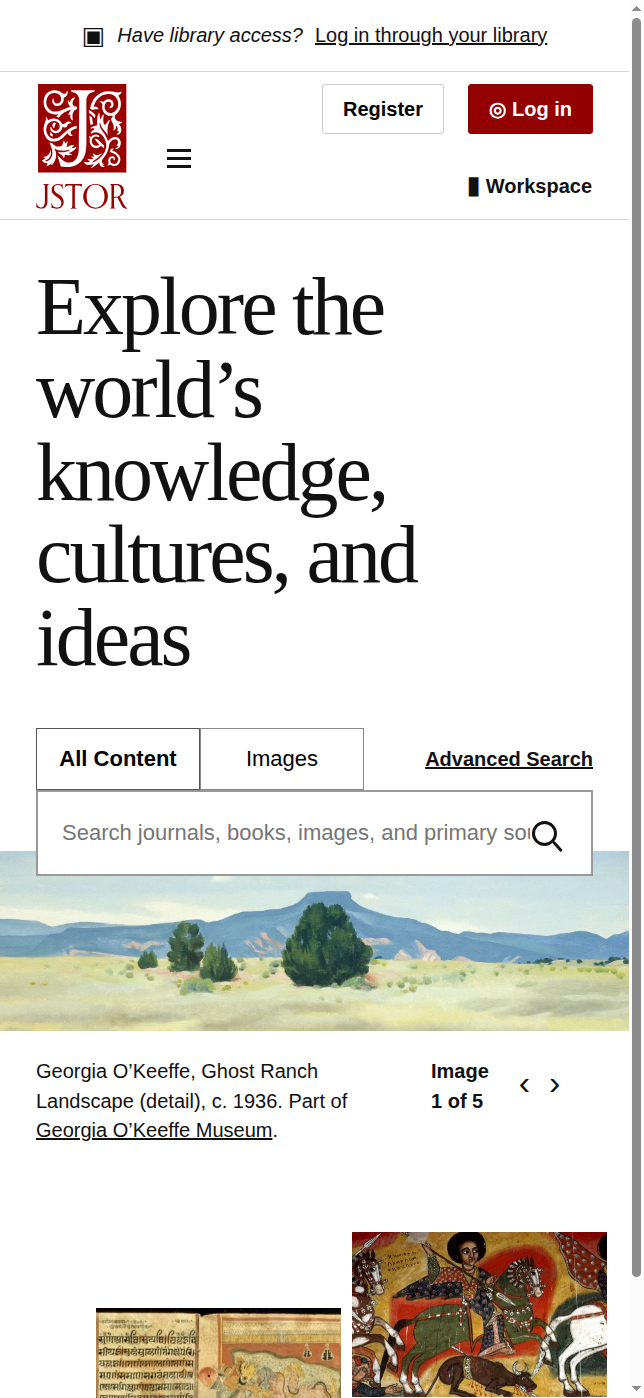 Have library access? Log in through your library
Register
Log in
JSTOR
Workspace
Explore the
world’s
knowledge,
cultures, and
ideas
All Content
Images
Advanced Search
Search journals, books, images, and primary sou
Georgia O’Keeffe, Ghost Ranch
Landscape (detail), c. 1936. Part of
Georgia O’Keeffe Museum.
Image
1 of 5
‹ ›